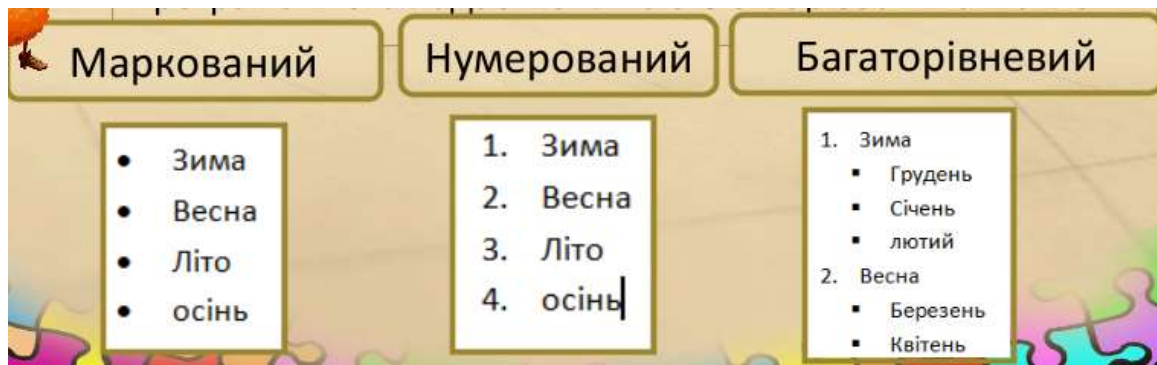 Маркований
Нумерований
Багаторівневий
• Зима
• Весна
• Літо
• осінь
1. Зима
2. Весна
3. Літо
4. осінь
1. Зима
▪ Грудень
▪ Січень
▪ лютий
2. Весна
▪ Березень
▪ Квітень